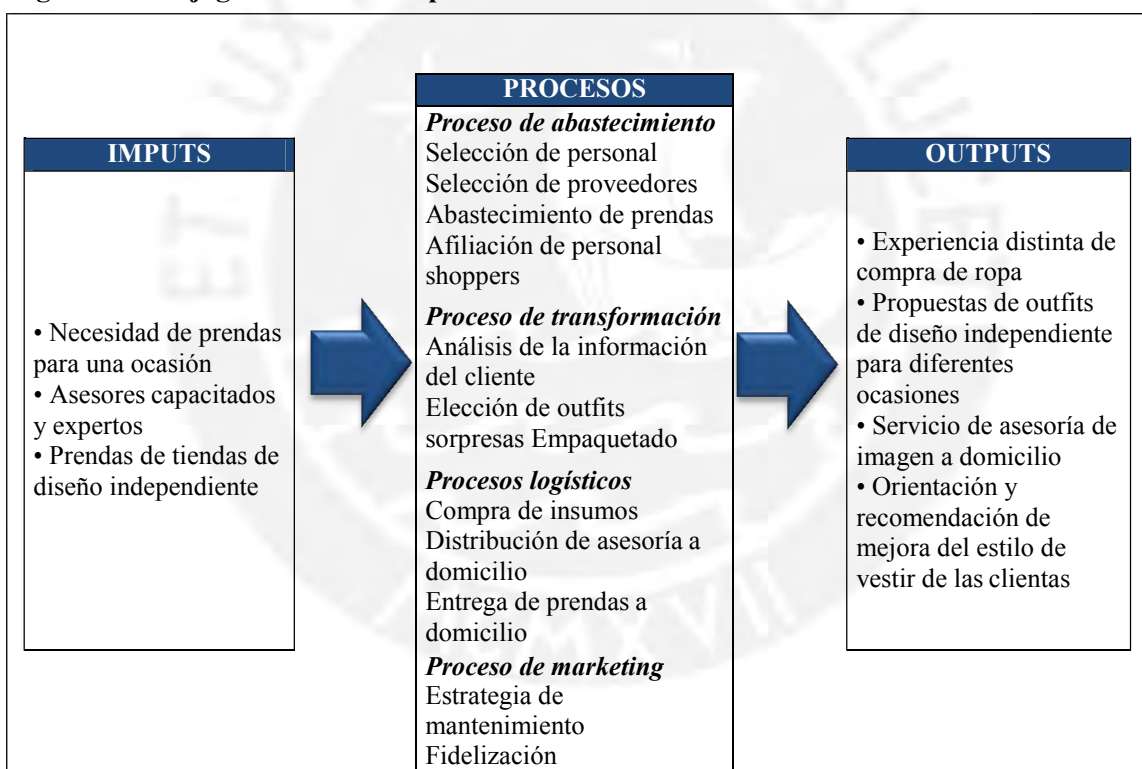 IMPUTS
• Necesidad de prendas
para una ocasión
• Asesores capacitados
y expertos
• Prendas de tiendas de
diseño independiente
PROCESOS
Proceso de abastecimiento
Selección de personal
Selección de proveedores
Abastecimiento de prendas
Afiliación de personal
shoppers
Proceso de transformación
Análisis de la información
del cliente
Elección de outfits
sorpresas Empaquetado
Procesos logísticos
Compra de insumos
Distribución de asesoría a
domicilio
Entrega de prendas a
domicilio
Proceso de marketing
Estrategia de
mantenimiento
Fidelización
OUTPUTS
• Experiencia distinta de
compra de ropa
• Propuestas de outfits
de diseño independiente
para diferentes
ocasiones
• Servicio de asesoría de
imagen a domicilio
• Orientación y
recomendación de
mejora del estilo de
vestir de las clientas